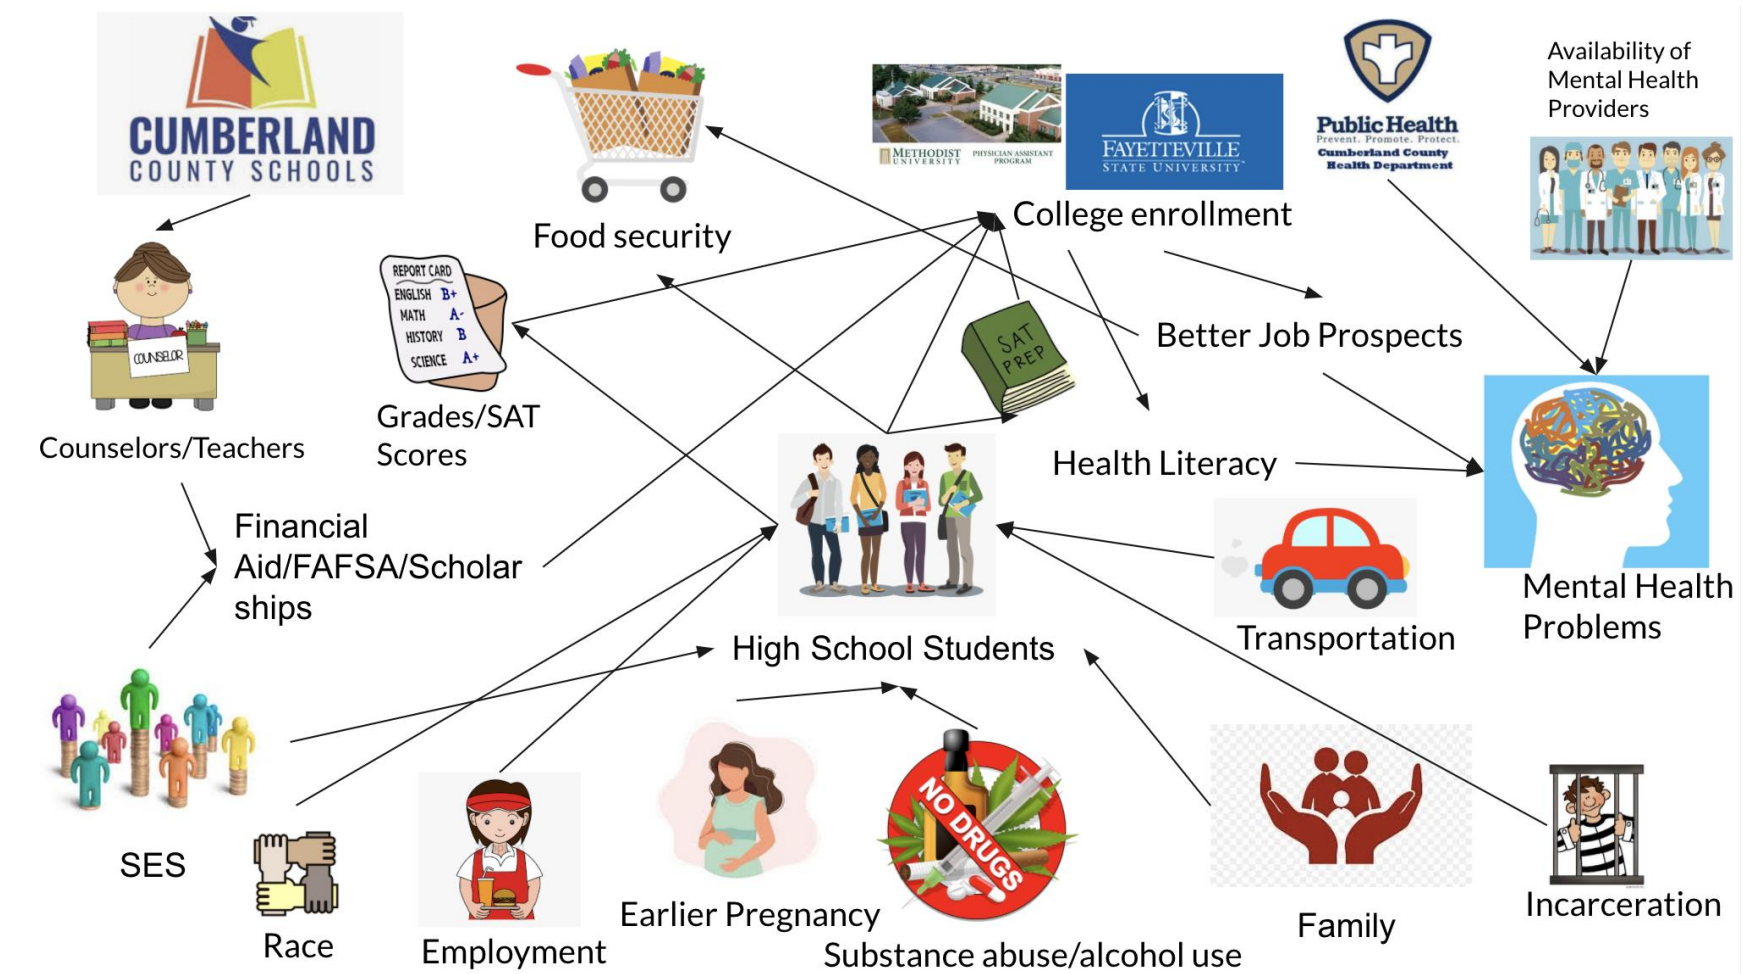 CUMBERLAND
COUNTY SCHOOLS
Food security
METHODIST
UNIVERSITY
PHYSICIAN ASSISTANT
PROGRAM
FAYETTEVILLE
STATE UNIVERSITY
College enrollment
Public Health
Prevent. Promote. Protect.
Cumberland County
Health Department
Availability of
Mental Health
Providers
COUNSELOR
Counselors/Teachers
REPORT CARD
ENGLISH B+
MATH A-
HISTORY B
SCIENCE A+
Grades/SAT
Scores
SAT
PREP
Better Job Prospects
Health Literacy
Financial
Aid/FAFSA/Scholar
ships
High School Students
Transportation
Mental Health
Problems
SES
Race
Employment
Earlier Pregnancy
NO DRUGS
Substance abuse/alcohol use
Family
Incarceration